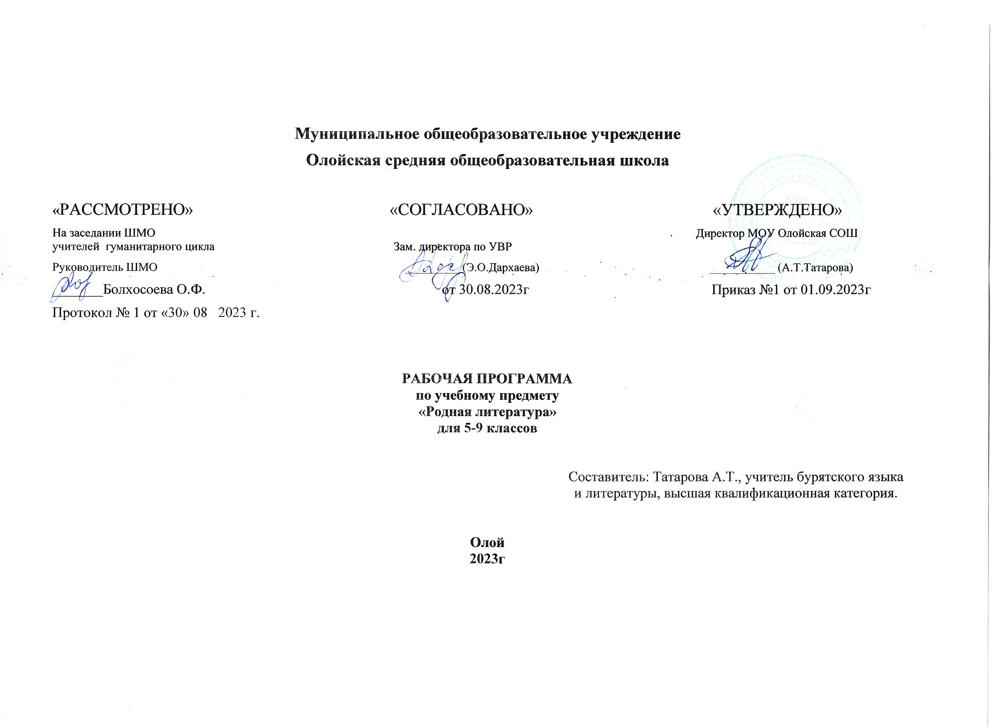 Муниципальное общеобразовательное учреждение
Олойская средняя общеобразовательная школа
«РАССМОТРЕНО»
На заседании ШМО
учителей гуманитарного цикла
Руководитель ШМО
_______Болхосоева О.Ф.
Протокол № 1 от «30» 08 2023 г.
«СОГЛАСОВАНО»
Зам. директора по УВР
_________(Э.О.Дархаева)
от 30.08.2023г
«УТВЕРЖДЕНО»
Директор МОУ Олойская СОШ
___________ (А.Т.Татарова)
Приказ №1 от 01.09.2023г
МОУ
РАБОЧАЯ ПРОГРАММА
по учебному предмету
«Родная литература»
для 5-9 классов
Составитель: Татарова А.Т., учитель бурятского языка
и литературы, высшая квалификационная категория.
Олой
2023г